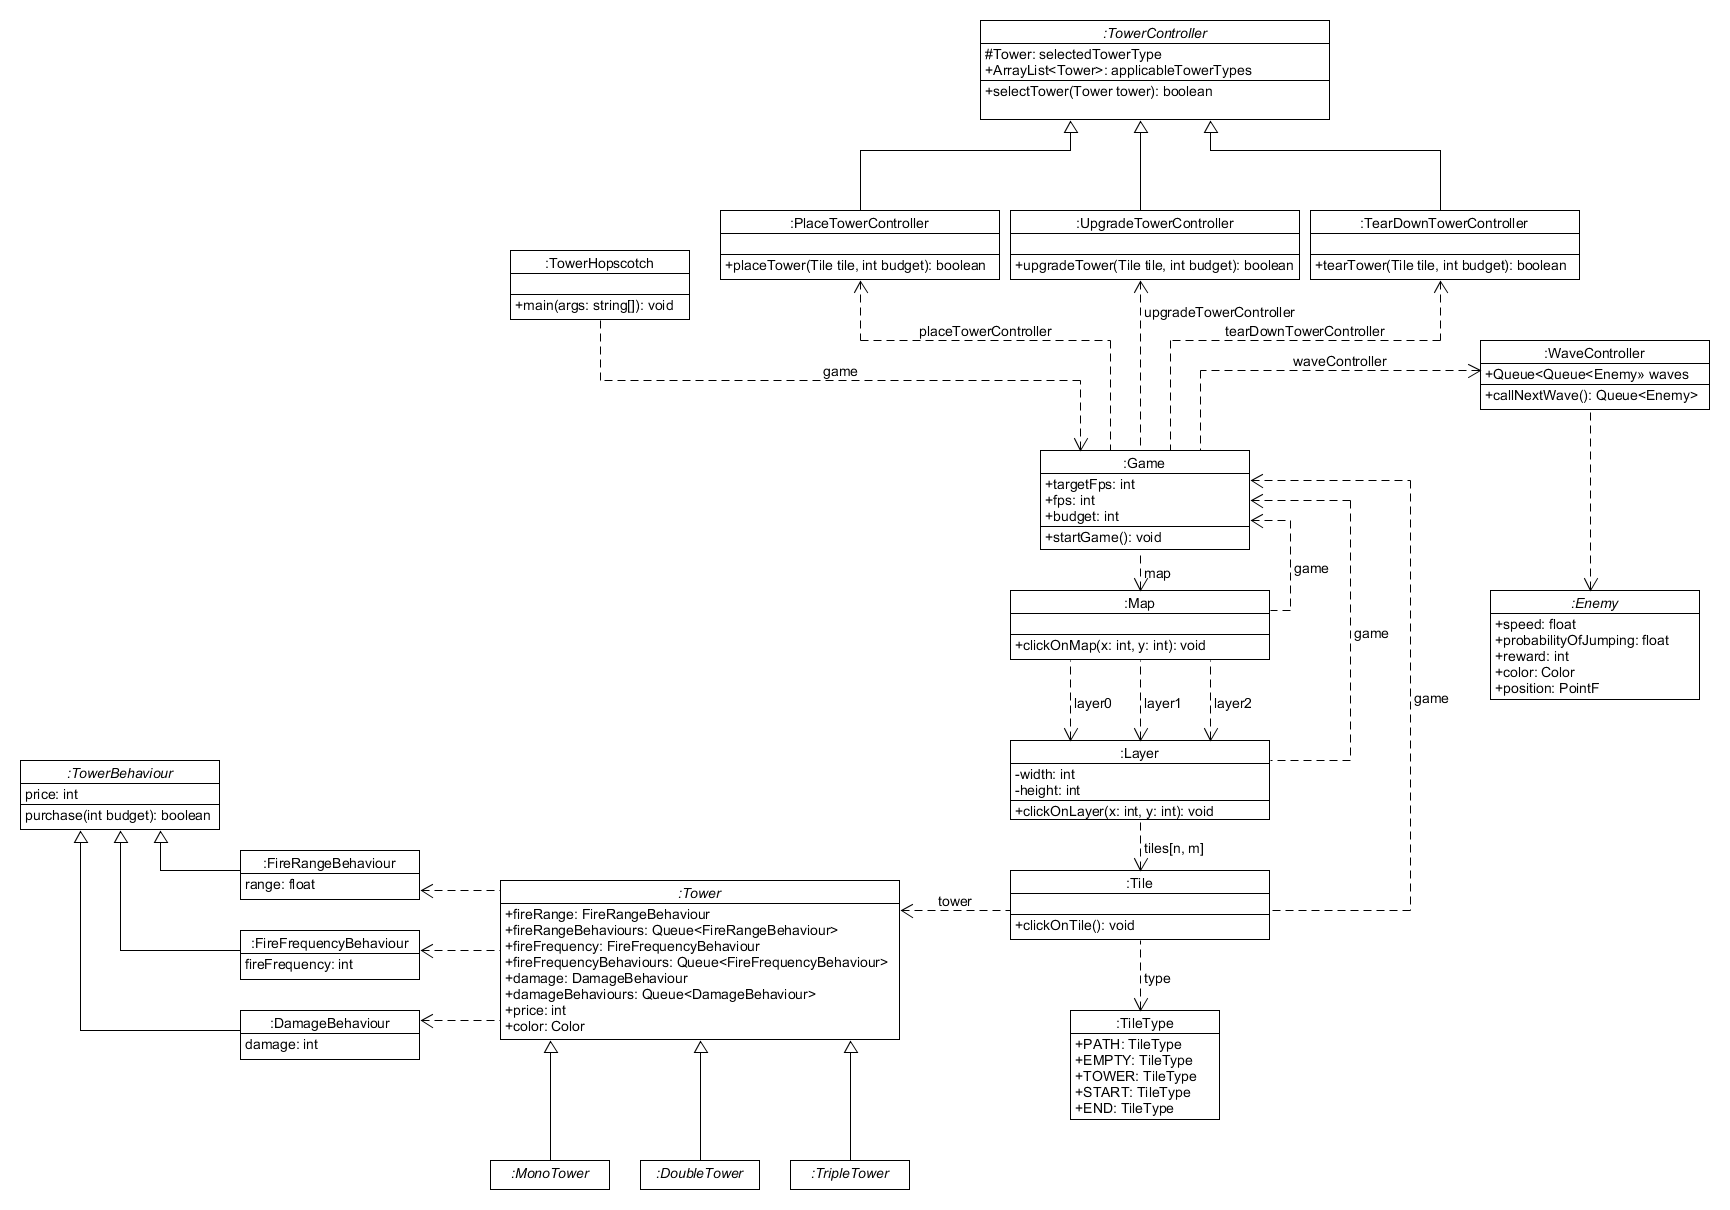 :TowerController
#Tower: selectedTowerType
+ArrayList<Tower>: applicableTowerTypes
+selectTower(Tower tower): boolean
:PlaceTowerController
+placeTower(Tile tile, int budget): boolean
:UpgradeTowerController
+upgradeTower(Tile tile, int budget): boolean
:TearDownTowerController
+tearTower(Tile tile, int budget): boolean
:TowerHopscotch
+main(args: string[]): void
upgradeTowerController
placeTowerController
tearDownTowerController
waveController
game
:WaveController
+Queue<Queue<Enemy>> waves
+callNextWave(): Queue<Enemy>
:Game
+targetFps: int
+fps: int
+budget: int
+startGame(): void
map
game
:Map
+clickOnMap(x: int, y: int): void
game
:Enemy
+speed: float
+probabilityOfJumping: float
+reward: int
+color: Color
+position: PointF
layer0
layer1
layer2
game
:Layer
-width: int
-height: int
+clickOnLayer(x: int, y: int): void
tiles[n, m]
:TowerBehaviour
price: int
purchase(int budget): boolean
:FireRangeBehaviour
range: float
:FireFrequencyBehaviour
fireFrequency: int
:DamageBehaviour
damage: int
:Tower
+fireRange: FireRangeBehaviour
+fireRangeBehaviours: Queue<FireRangeBehaviour>
+fireFrequency: FireFrequencyBehaviour
+fireFrequencyBehaviours: Queue<FireFrequencyBehaviour>
+damage: DamageBehaviour
+damageBehaviours: Queue<DamageBehaviour>
+price: int
+color: Color
tower
:Tile
+clickOnTile(): void
type
:TileType
+PATH: TileType
+EMPTY: TileType
+TOWER: TileType
+START: TileType
+END: TileType
:MonoTower
:DoubleTower
:TripleTower